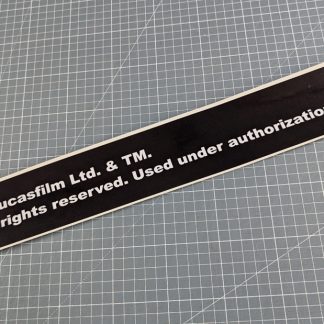 ucasfilm Ltd. & TM.
rights reserved. Used under authorizatio